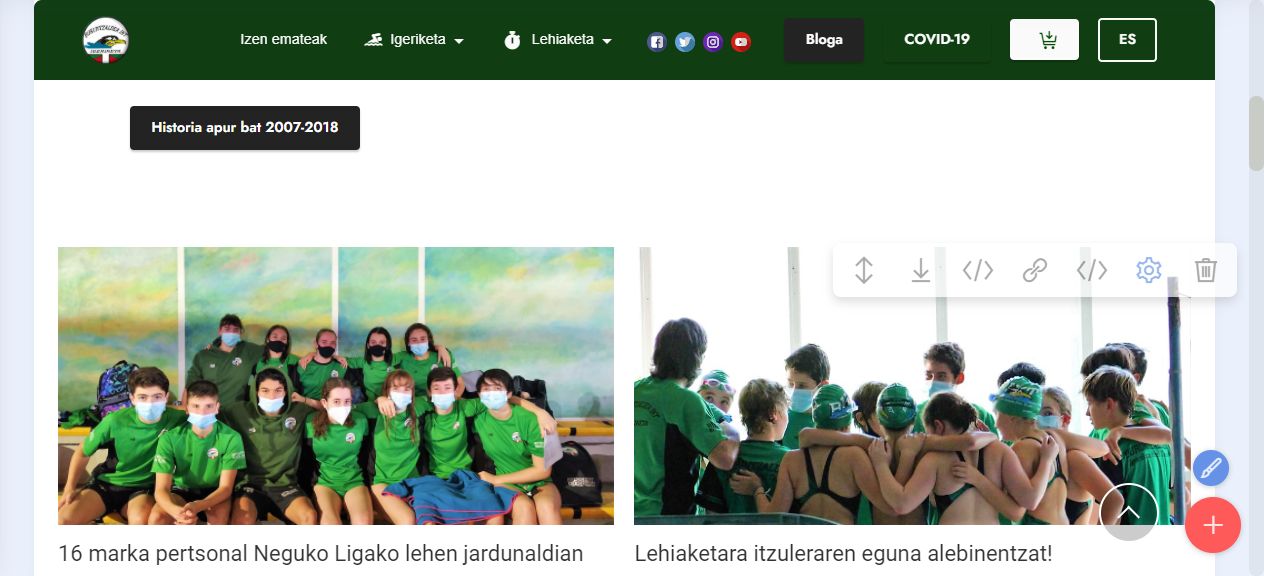 Izen emateak
Igeriketa
Lehiaketa
Bloga
COVID-19
ES
Historia apur bat 2007-2018
16 marka pertsonal Neguko Ligako lehen jardunaldian
Lehiaketara itzuleraren eguna alebinentzat!